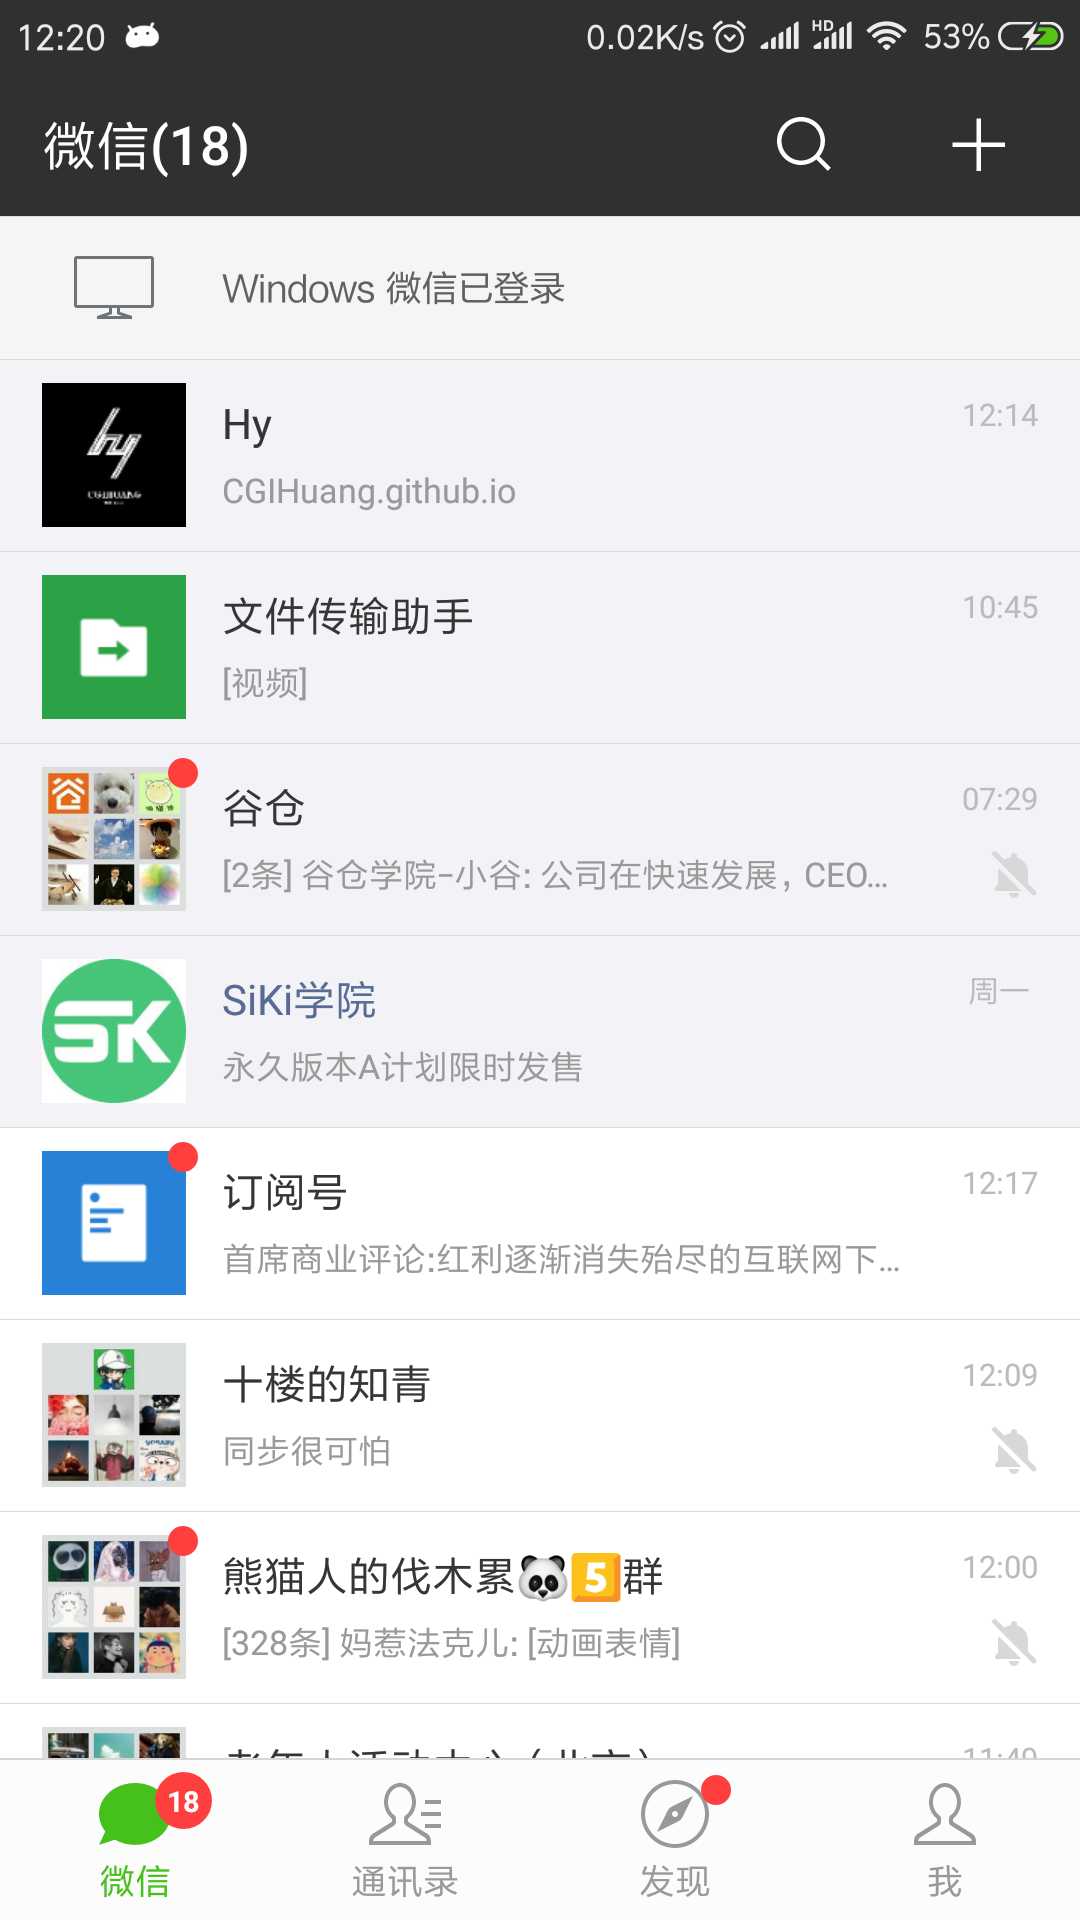 12:20 0.02K/s HD 53%
微信(18)
Windows 微信已登录
Hy 12:14
CGIHuang.github.io
hy
CGIHUANG
文件传输助手 10:45
[视频]
谷仓 07:29
[2条] 谷仓学院-小谷: 公司在快速发展，CEO...
SiKi学院 周一
SK
永久版本A计划限时发售
订阅号 12:17
首席商业评论:红利逐渐消失殆尽的互联网下...
十楼的知青 12:09
同步很可怕
熊猫人的伐木累🐼5️⃣群 12:00
[328条] 妈惹法克儿: [动画表情]
18
微信 通讯录 发现 我